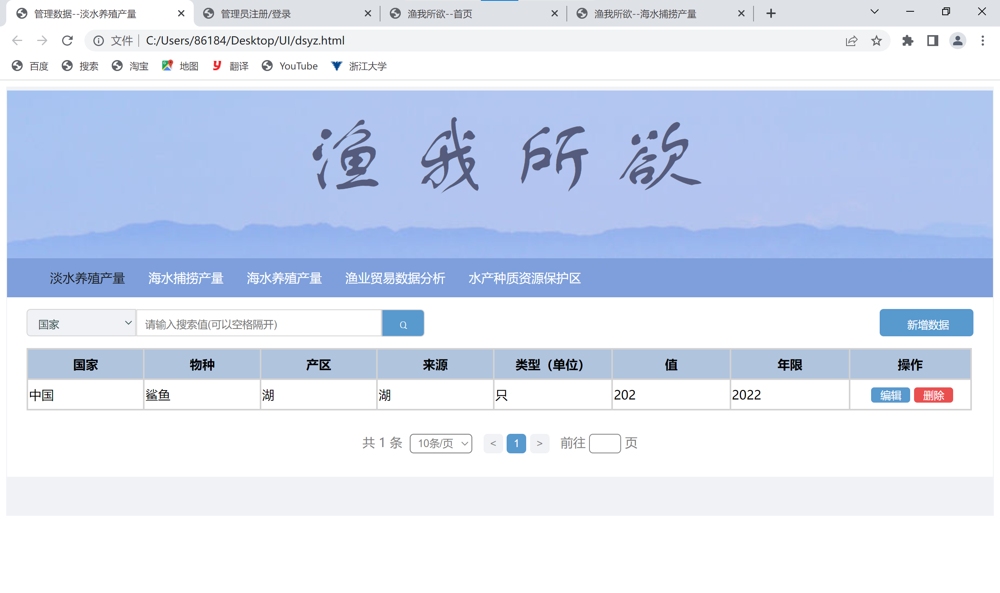 管理数据--淡水养殖产量 管理员注册/登录 渔我所欲--首页 渔我所欲--海水捕捞产量
文件 C:/Users/86184/Desktop/UI/dsyz.html
百度 搜索 淘宝 地图 翻译 YouTube 浙江大学
渔我所欲
淡水养殖产量 海水捕捞产量 海水养殖产量 渔业贸易数据分析 水产种质资源保护区
国家 请输入搜索值(可以空格隔开) 新增数据
国家 物种 产区 来源 类型（单位） 值 年限 操作
中国 鲨鱼 湖 湖 只 202 2022 编辑 删除
共 1 条 10条/页 < 1 > 前往 页